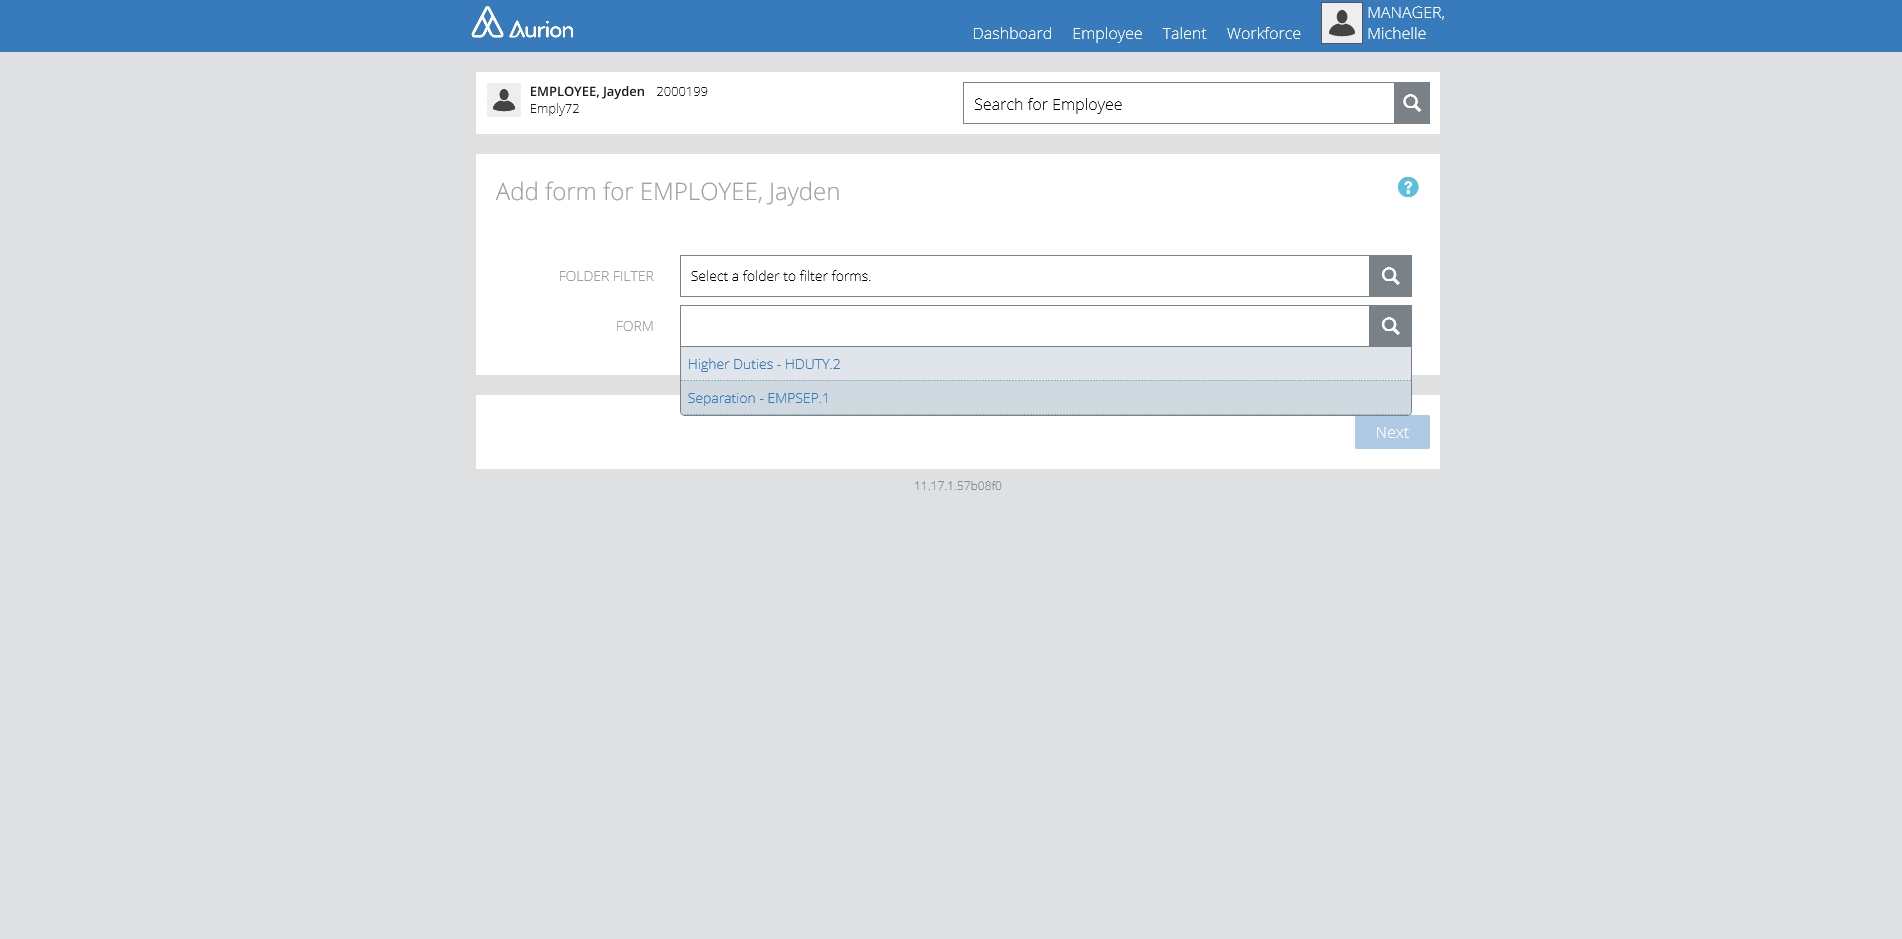 Aurion
Dashboard Employee Talent Workforce
MANAGER,
Michelle
EMPLOYEE, Jayden 2000199
Emply72
Search for Employee
Add form for EMPLOYEE, Jayden
?
FOLDER FILTER Select a folder to filter forms.
FORM
Higher Duties - HDUTY.2
Separation - EMPSEP.1
Next
11.17.1.57b08f0